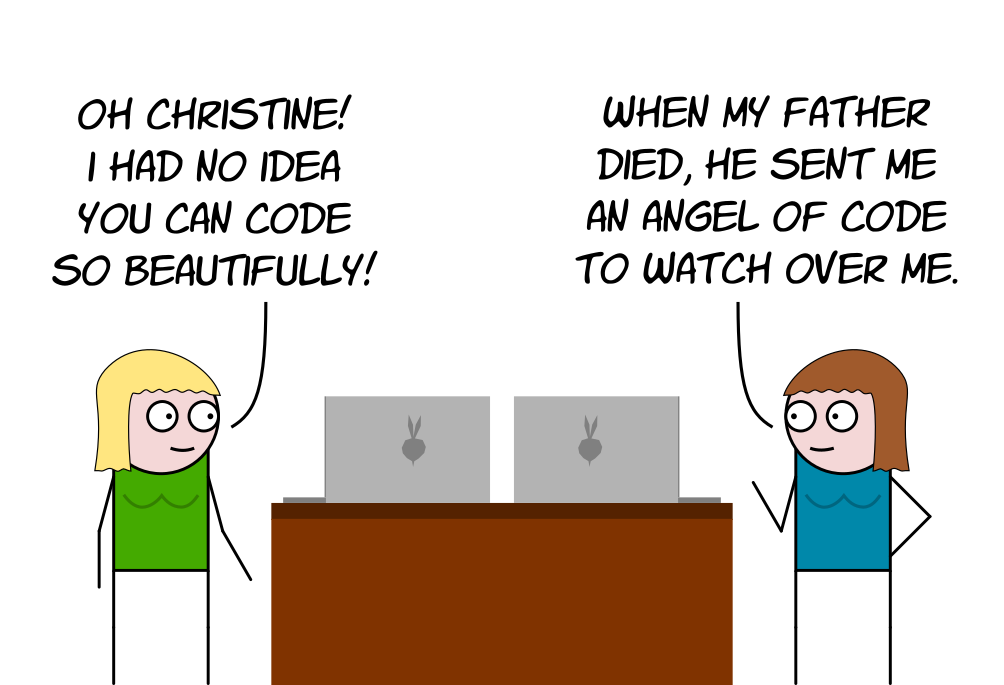 OH CHRISTINE!
I HAD NO IDEA
YOU CAN CODE
SO BEAUTIFULLY!
WHEN MY FATHER
DIED, HE SENT ME
AN ANGEL OF CODE
TO WATCH OVER ME.